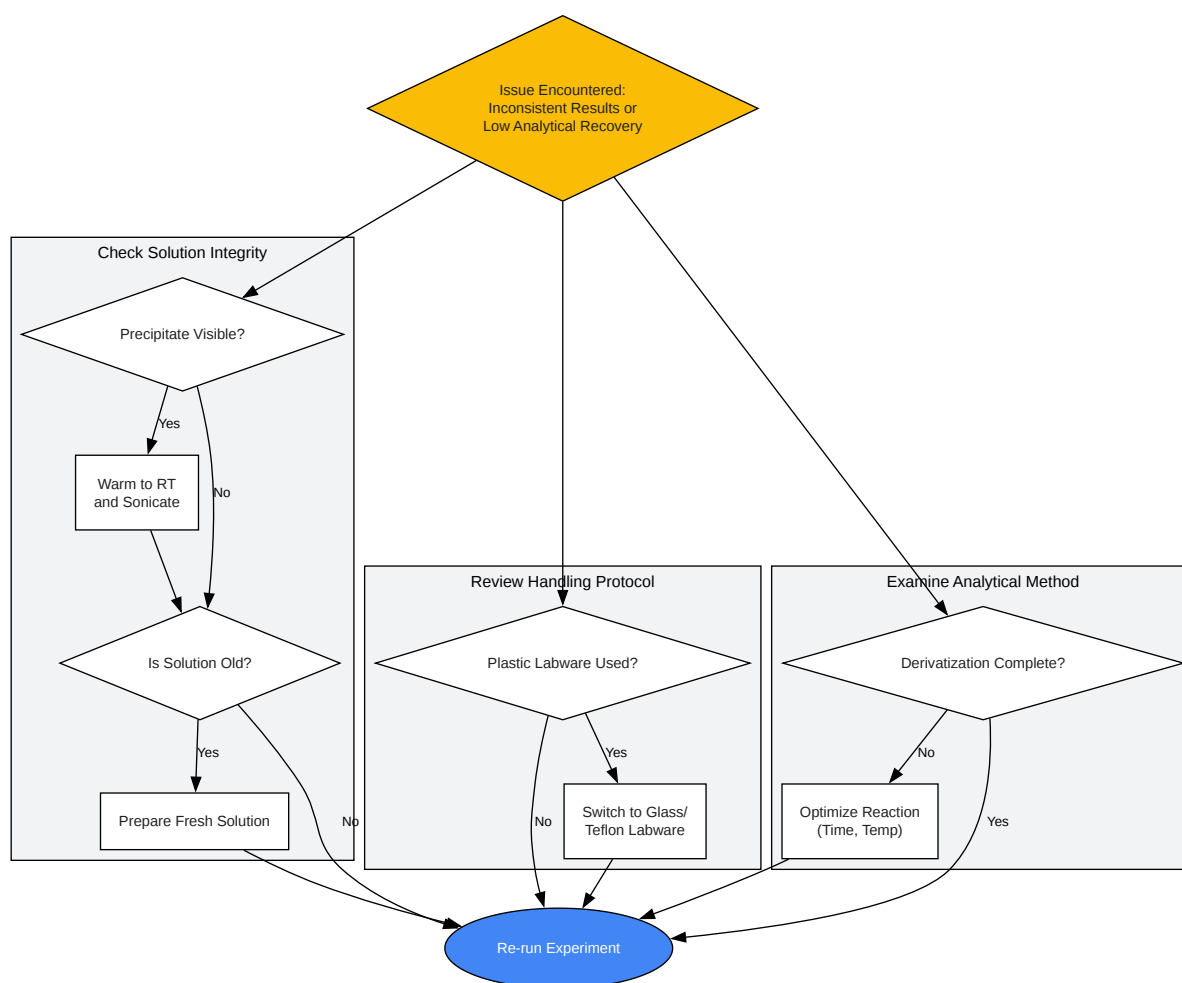 Issue Encountered:
Inconsistent Results or
Low Analytical Recovery
Check Solution Integrity
Precipitate Visible?
Yes
No
Warm to RT
and Sonicate
Is Solution Old?
Yes
No
Prepare Fresh Solution
Review Handling Protocol
Plastic Labware Used?
Yes
No
Switch to Glass/
Teflon Labware
Examine Analytical Method
Derivatization Complete?
No
Yes
Optimize Reaction
(Time, Temp)
Re-run Experiment